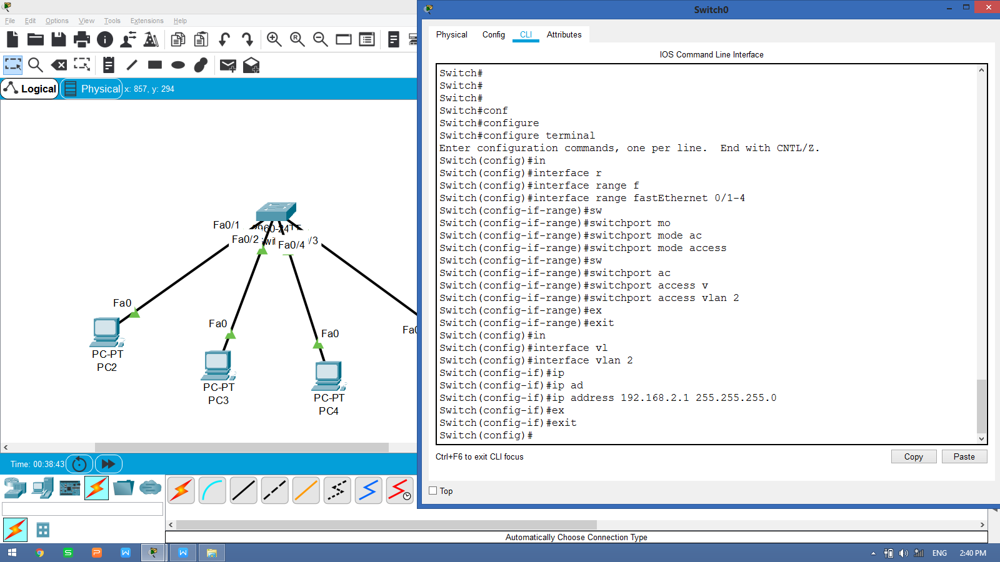 Switch0
File Edit Options View Tools Extensions Help
Logical Physical x: 857, y: 294
Physical Config CLI Attributes
IOS Command Line Interface
Switch#
Switch#
Switch#
Switch#conf
Switch#configure
Switch#configure terminal
Enter configuration commands, one per line.  End with CNTL/Z.
Switch(config)#in
Switch(config)#interface r
Switch(config)#interface range f
Switch(config)#interface range fastEthernet 0/1-4
Switch(config-if-range)#sw
Switch(config-if-range)#switchport mo
Switch(config-if-range)#switchport mode ac
Switch(config-if-range)#switchport mode access
Switch(config-if-range)#sw
Switch(config-if-range)#switchport ac
Switch(config-if-range)#switchport access v
Switch(config-if-range)#switchport access vlan 2
Switch(config-if-range)#ex
Switch(config-if-range)#exit
Switch(config)#in
Switch(config)#interface vl
Switch(config)#interface vlan 2
Switch(config-if)#ip
Switch(config-if)#ip ad
Switch(config-if)#ip address 192.168.2.1 255.255.255.0
Switch(config-if)#ex
Switch(config-if)#exit
Switch(config)#
Ctrl+F6 to exit CLI focus
Copy
Paste
Top
Fa0/1
Fa0/2
Fa0/4
/3
Fa0
PC-PT
PC2
Fa0
PC-PT
PC3
Fa0
PC-PT
PC4
Time: 00:38:43
Automatically Choose Connection Type
ENG 2:40 PM